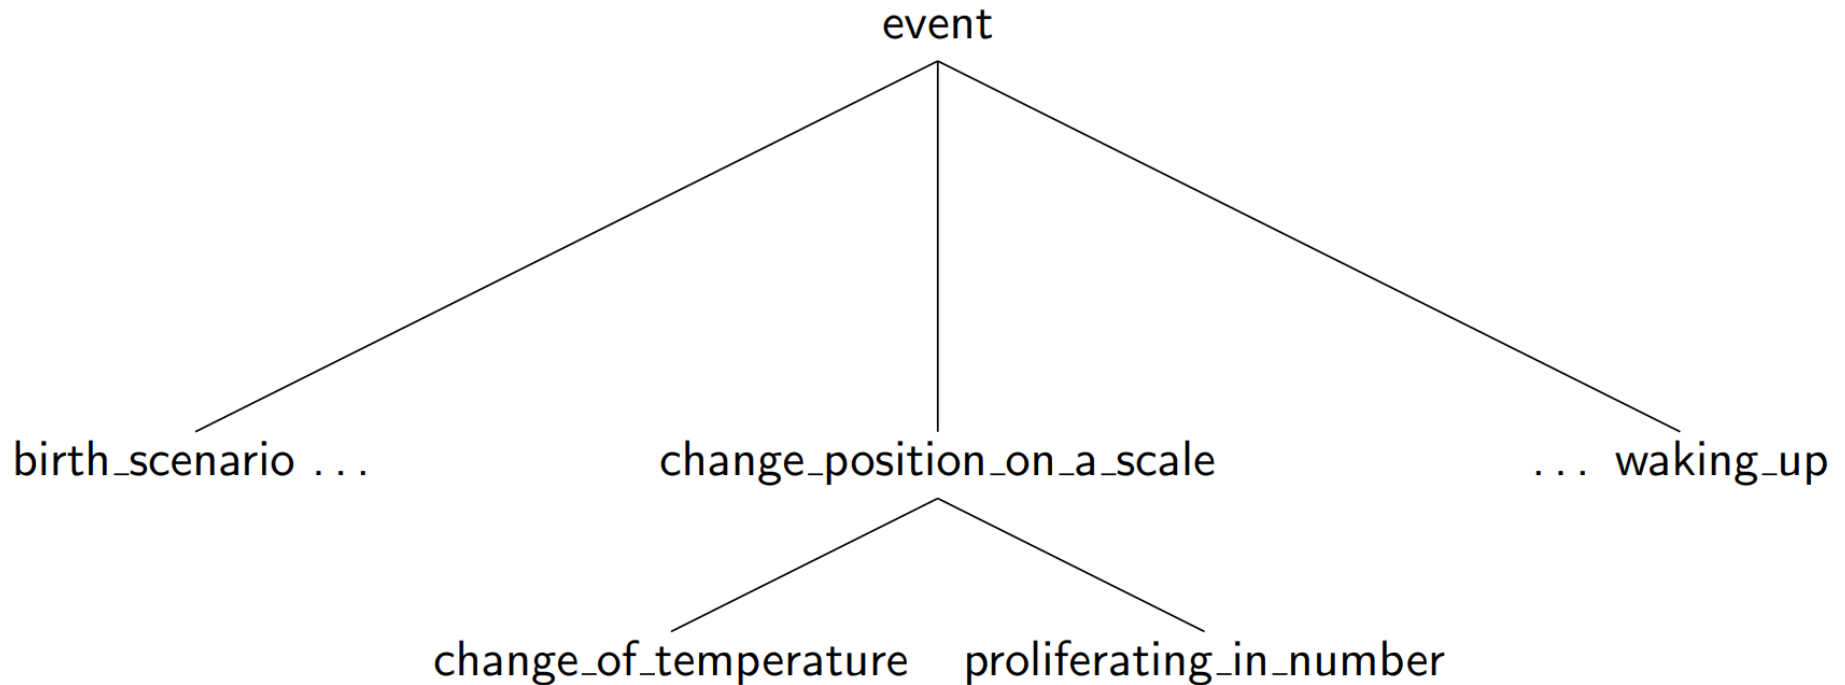 event
birth_scenario ... change_position_on_a_scale ... waking_up
change_of_temperature proliferating_in_number